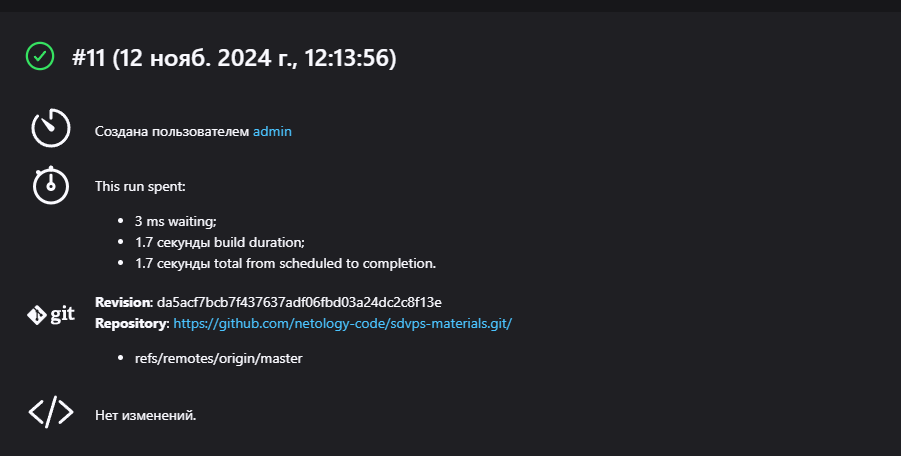 #11 (12 нояб. 2024 г., 12:13:56)
Создана пользователем admin
This run spent:
3 ms waiting;
1.7 секунды build duration;
1.7 секунды total from scheduled to completion.
git
Revision: da5acf7bcb7f437637adf06fbd03a24dc2c8f13e
Repository: https://github.com/netology-code/sdvps-materials.git/
refs/remotes/origin/master
Нет изменений.